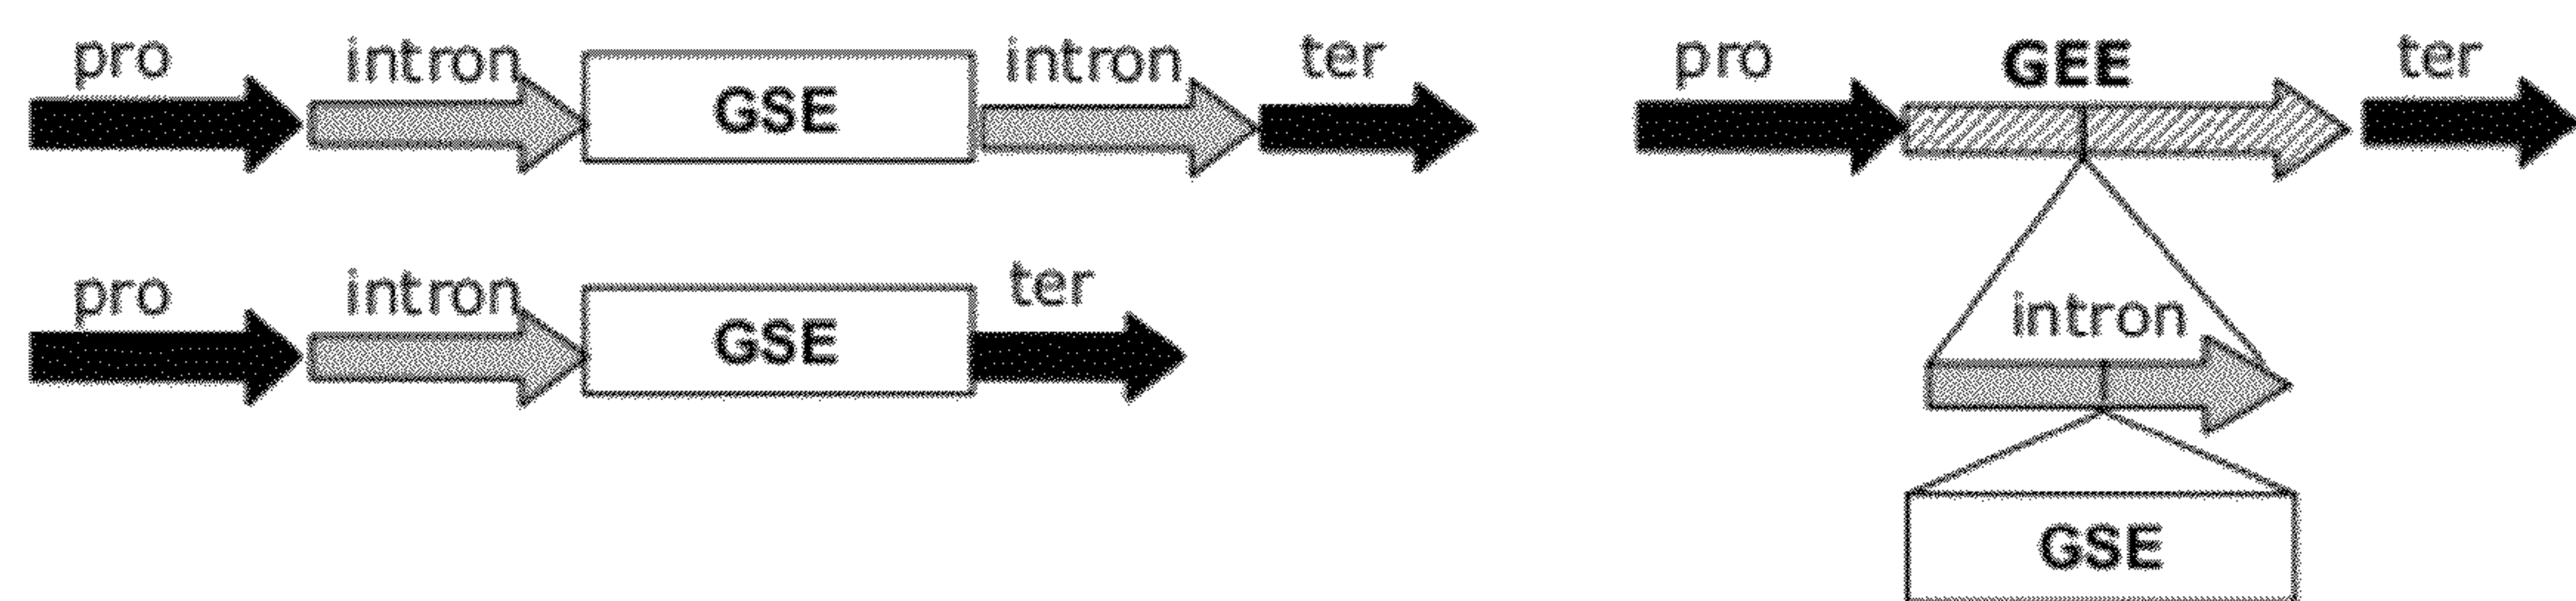 pro intron GSE intron ter
pro intron GSE ter
pro GEE ter
intron
GSE